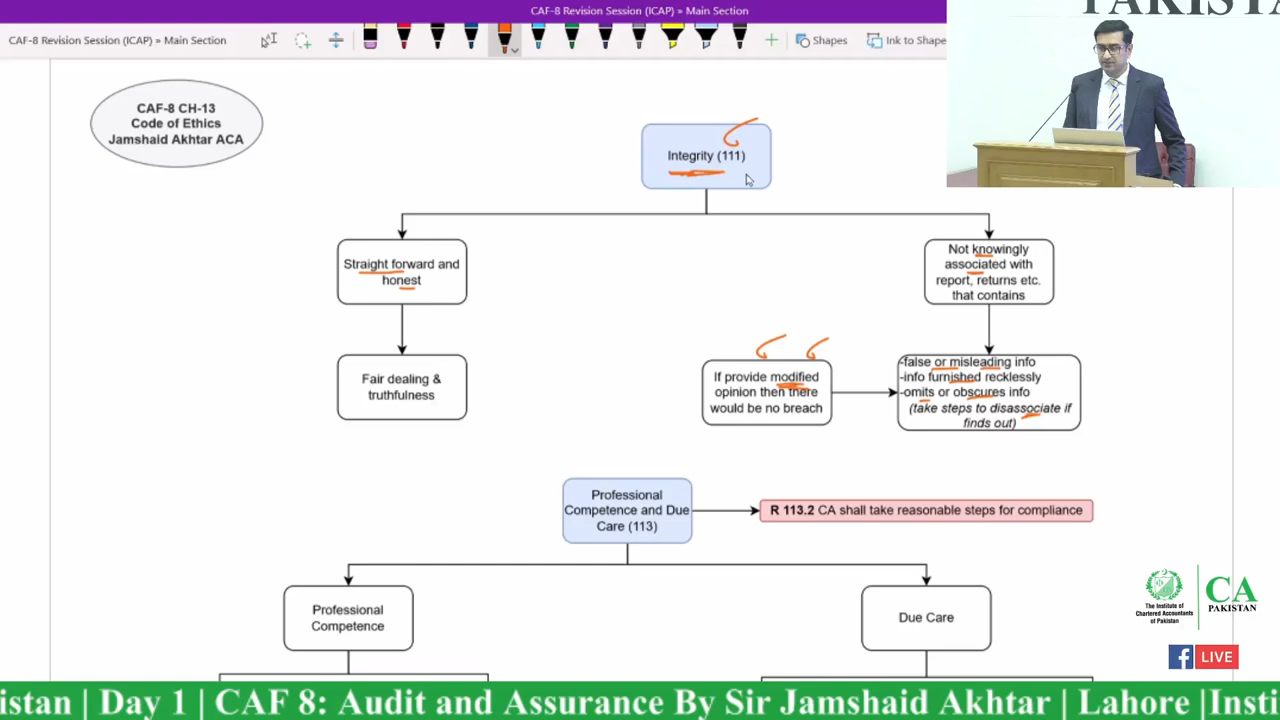 CAF-8 Revision Session (ICAP) » Main Section
CAF-8 Revision Session (ICAP) » Main Section
Shapes
Ink to Shape
PAKISTA
CAF-8 CH-13
Code of Ethics
Jamshaid Akhtar ACA
Integrity (111)
Straight forward and
honest
Not knowingly
associated with
report, returns etc.
that contains
Fair dealing &
truthfulness
If provide modified
opinion then there
would be no breach
-false or misleading info
-info furnished recklessly
-omits or obscures info
(take steps to disassociate if
finds out)
Professional
Competence and Due
Care (113)
R 113.2 CA shall take reasonable steps for compliance
Professional
Competence
Due Care
The Institute of
Chartered Accountants
of Pakistan
CA
PAKISTAN
f LIVE
istan | Day 1 | CAF 8: Audit and Assurance By Sir Jamshaid Akhtar | Lahore |Insti